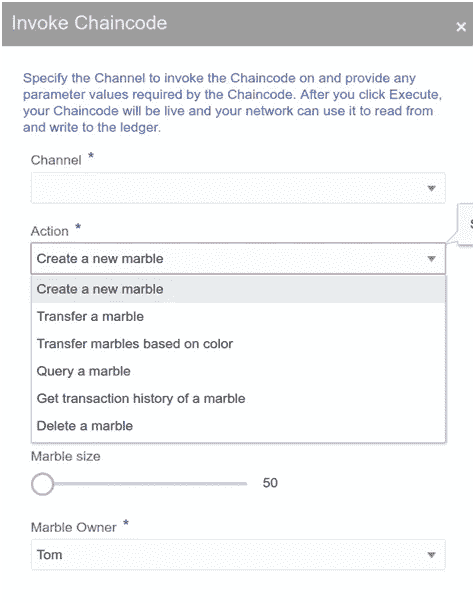 Invoke Chaincode ×
Specify the Channel to invoke the Chaincode on and provide any
parameter values required by the Chaincode. After you click Execute,
your Chaincode will be live and your network can use it to read from
and write to the ledger.
Channel *
Action *
Create a new marble
Create a new marble
Transfer a marble
Transfer marbles based on color
Query a marble
Get transaction history of a marble
Delete a marble
Marble size
50
Marble Owner *
Tom